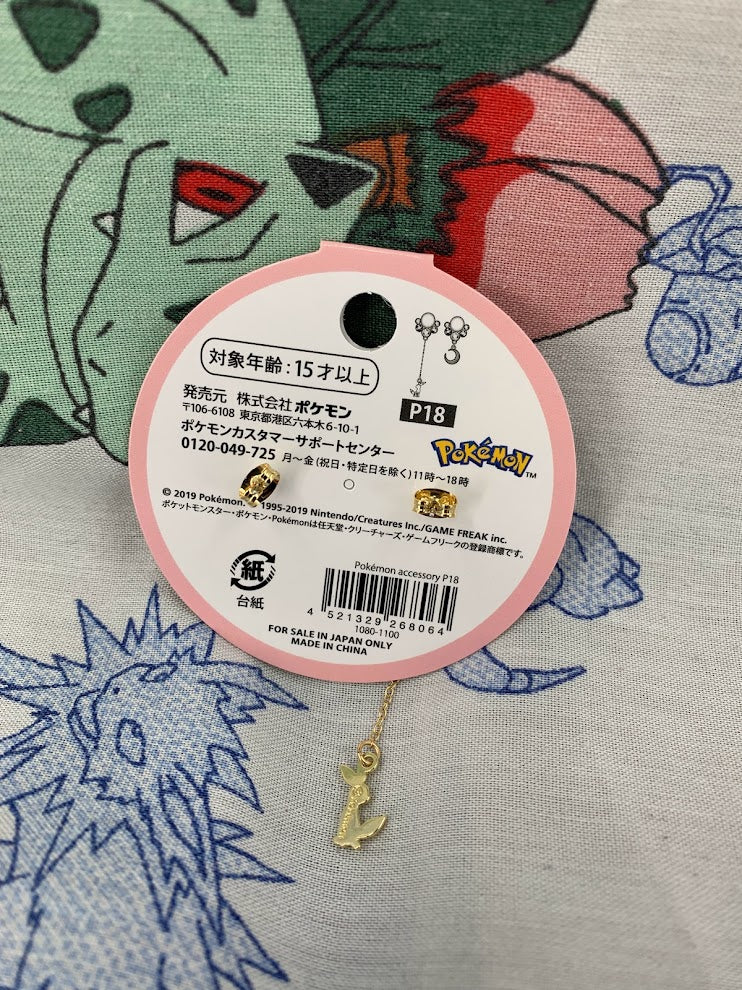 対象年齢：15才以上
P18
発売元 株式会社ポケモン
〒106-6108 東京都港区六本木6-10-1
ポケモンカスタマーサポートセンター
0120-049-725 月～金(祝日・特定日を除く)11時～18時
POKéMON™
© 2019 Pokémon. 1995-2019 Nintendo/Creatures Inc./GAME FREAK inc.
ポケットモンスター・ポケモン・Pokémonは任天堂・クリーチャーズ・ゲームフリークの登録商標です。
紙
台紙
Pokémon accessory P18
4 521329 268064
1080-1100
FOR SALE IN JAPAN ONLY
MADE IN CHINA